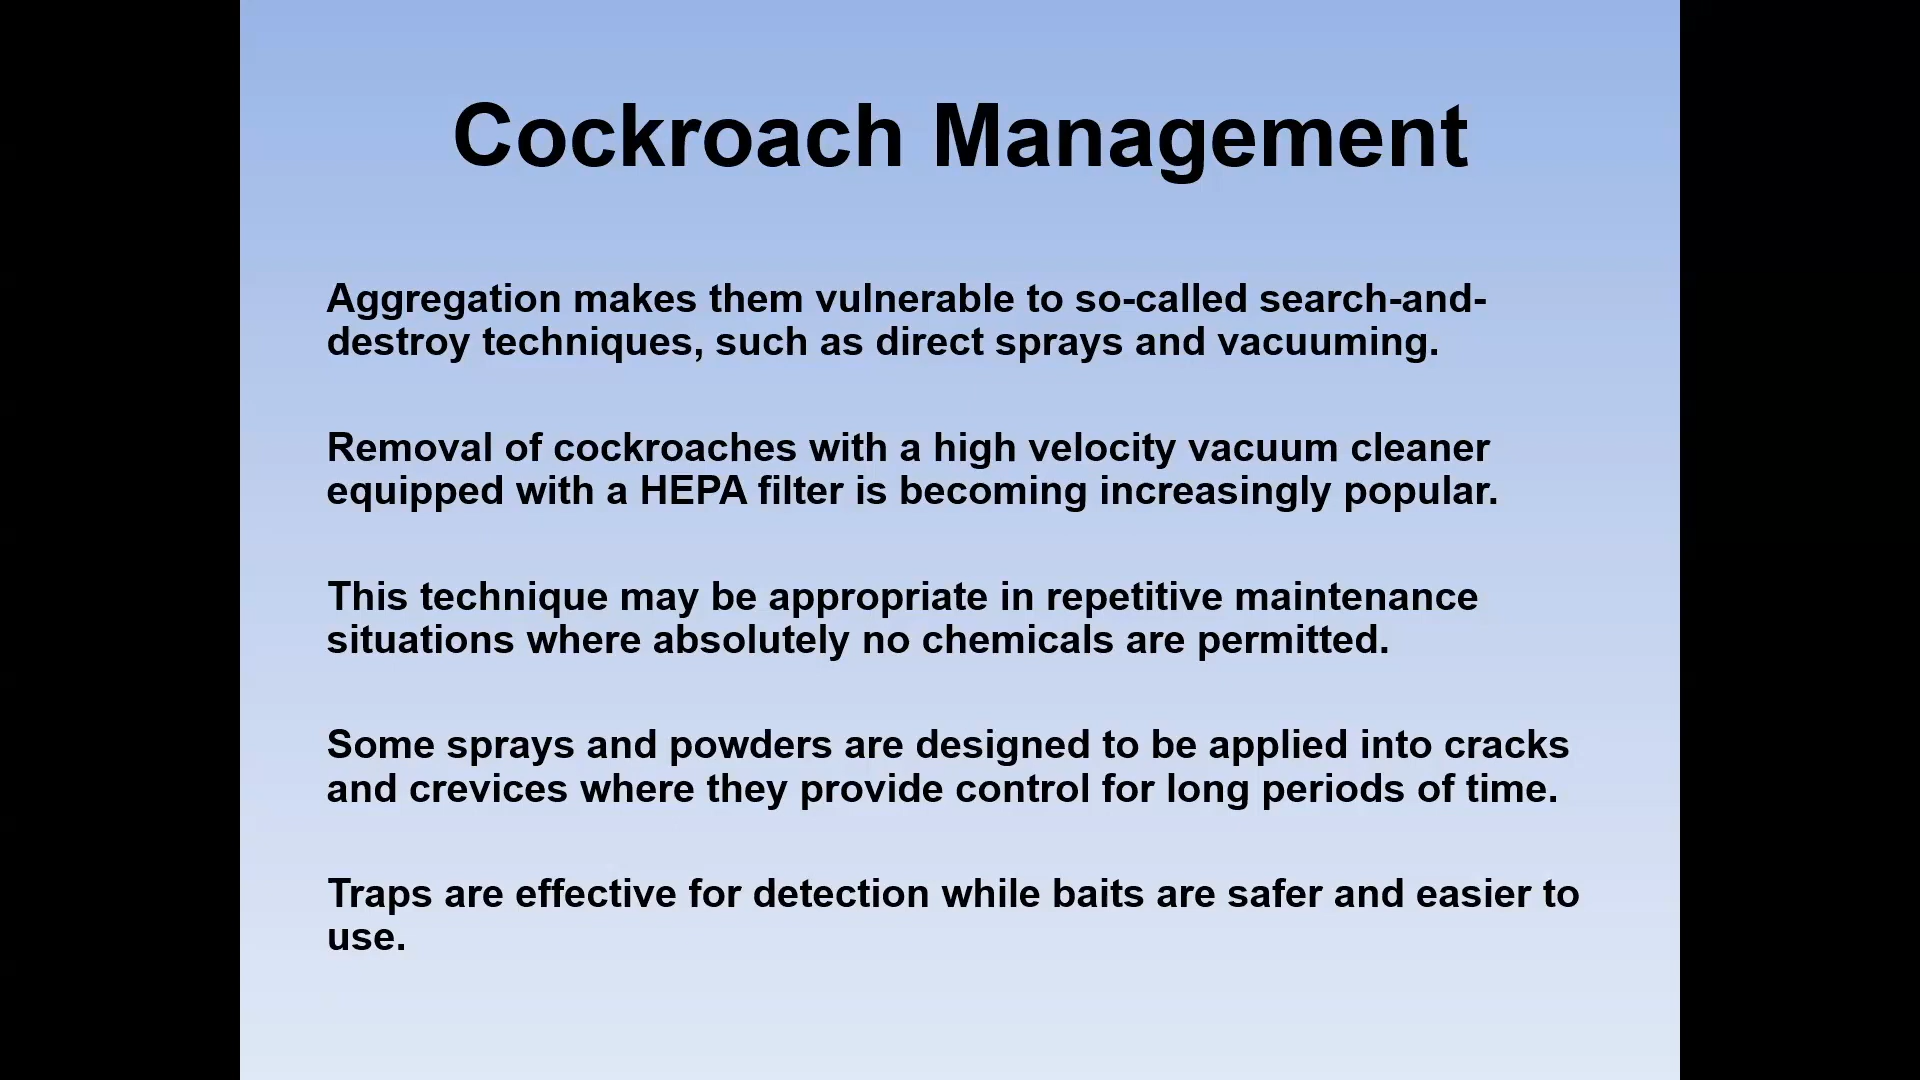 Cockroach Management
Aggregation makes them vulnerable to so-called search-and-
destroy techniques, such as direct sprays and vacuuming.
Removal of cockroaches with a high velocity vacuum cleaner
equipped with a HEPA filter is becoming increasingly popular.
This technique may be appropriate in repetitive maintenance
situations where absolutely no chemicals are permitted.
Some sprays and powders are designed to be applied into cracks
and crevices where they provide control for long periods of time.
Traps are effective for detection while baits are safer and easier to
use.